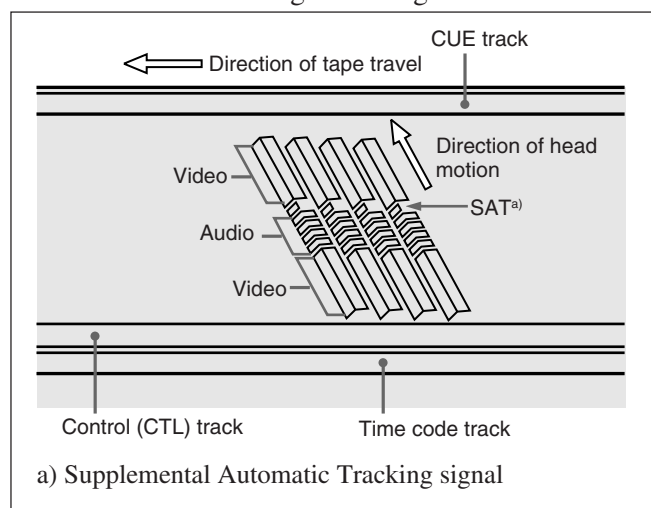 CUE track
Direction of tape travel
Direction of head
motion
Video
SATa)
Audio
Video
Control (CTL) track
Time code track
a) Supplemental Automatic Tracking signal